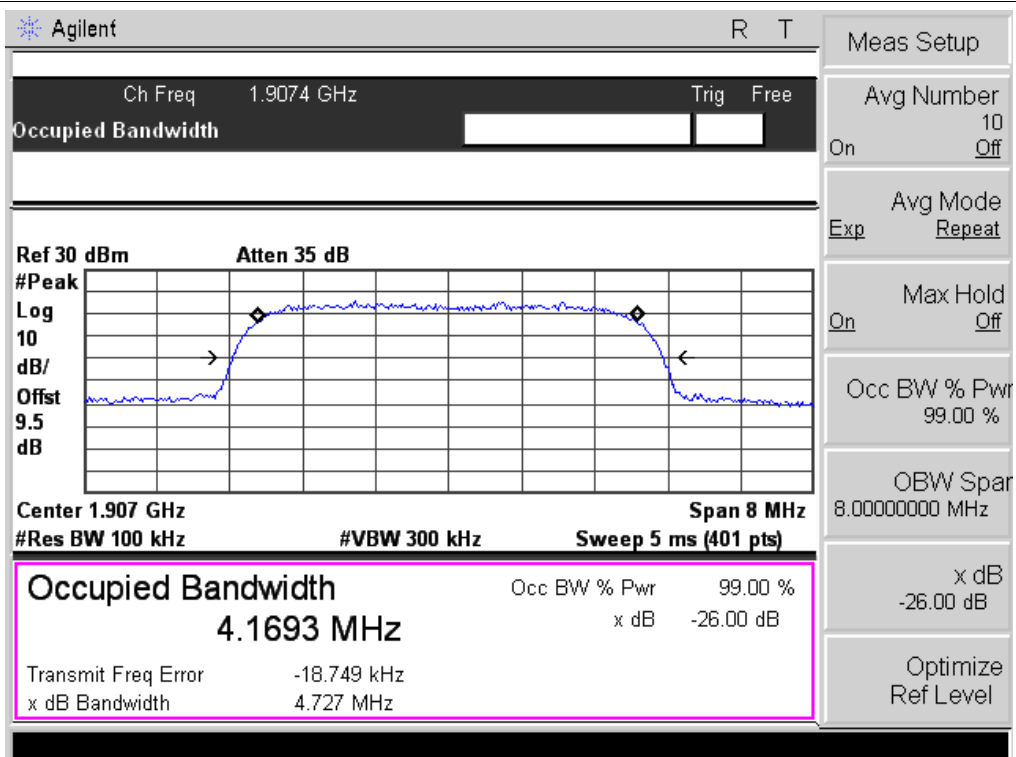 Agilent R T
Ch Freq 1.9074 GHz Trig Free
Occupied Bandwidth
Ref 30 dBm Atten 35 dB
#Peak
Log
10
dB/
Offst
9.5
dB
Center 1.907 GHz Span 8 MHz
#Res BW 100 kHz #VBW 300 kHz Sweep 5 ms (401 pts)
Occupied Bandwidth Occ BW % Pwr 99.00 %
4.1693 MHz x dB -26.00 dB
Transmit Freq Error -18.749 kHz
x dB Bandwidth 4.727 MHz
Meas Setup
Avg Number
10
On Off
Avg Mode
Exp Repeat
Max Hold
On Off
Occ BW % Pwr
99.00 %
OBW Span
8.00000000 MHz
x dB
-26.00 dB
Optimize
Ref Level